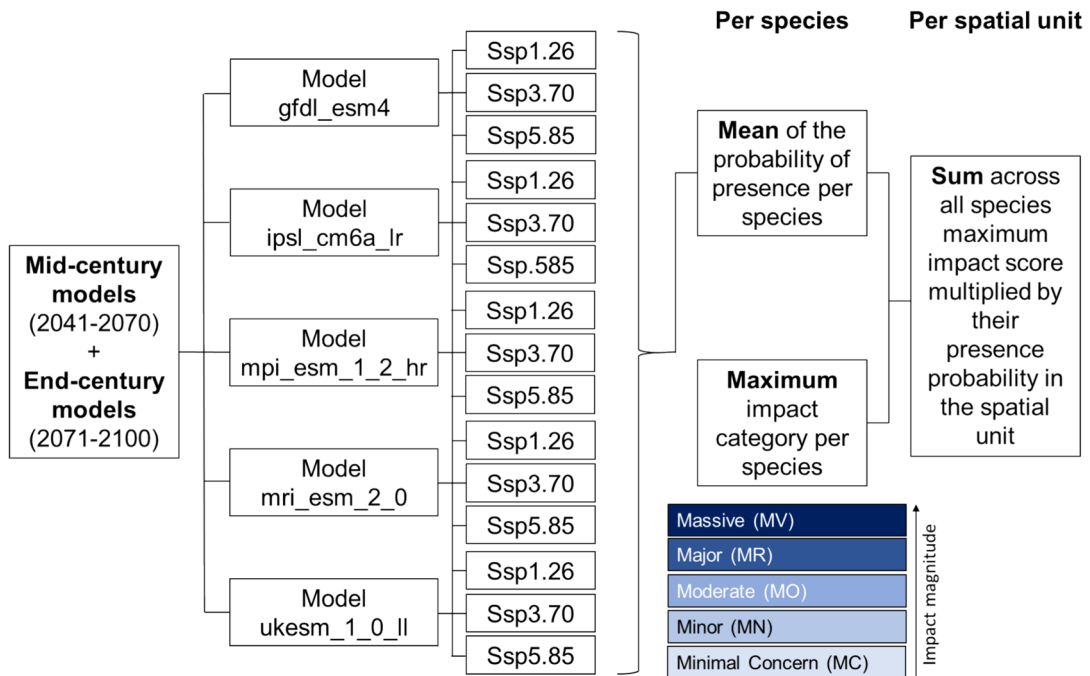 Per species
Per spatial unit
Mid-century
models
(2041-2070)
+
End-century
models
(2071-2100)
Model
gfdl_esm4
Ssp1.26
Ssp3.70
Ssp5.85
Model
ipsl_cm6a_lr
Ssp1.26
Ssp3.70
Ssp.585
Model
mpi_esm_1_2_hr
Ssp1.26
Ssp3.70
Ssp5.85
Model
mri_esm_2_0
Ssp1.26
Ssp3.70
Ssp5.85
Model
ukesm_1_0_ll
Ssp1.26
Ssp3.70
Ssp5.85
Mean of the
probability of
presence per
species
Maximum
impact
category per
species
Sum across
all species
maximum
impact score
multiplied by
their
presence
probability in
the spatial
unit
Massive (MV)
Major (MR)
Moderate (MO)
Minor (MN)
Minimal Concern (MC)
Impact magnitude